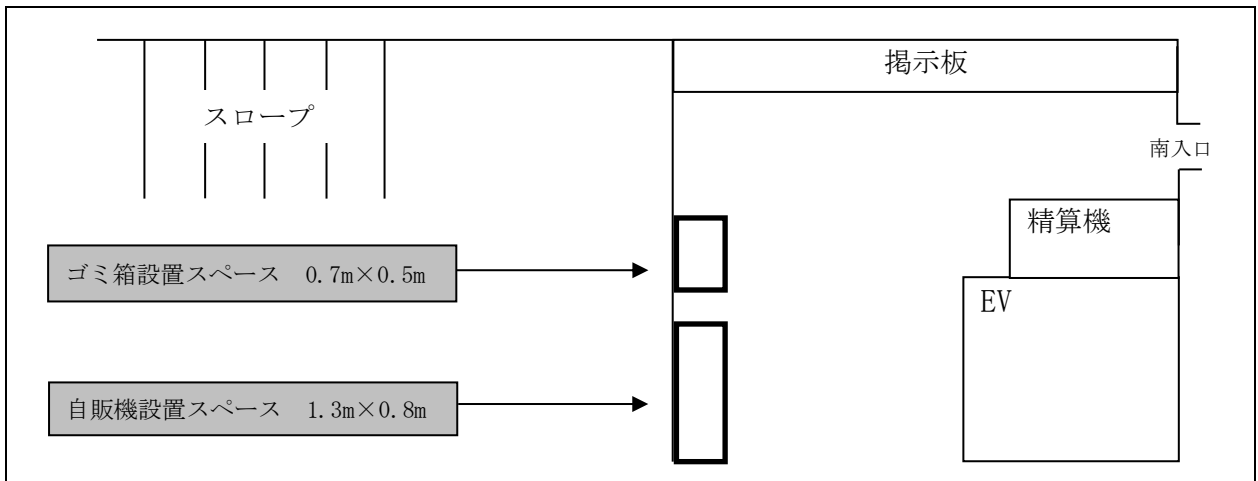 掲示板
スロープ
南入口
精算機
ゴミ箱設置スペース　0.7m×0.5m
EV
自販機設置スペース　1.3m×0.8m